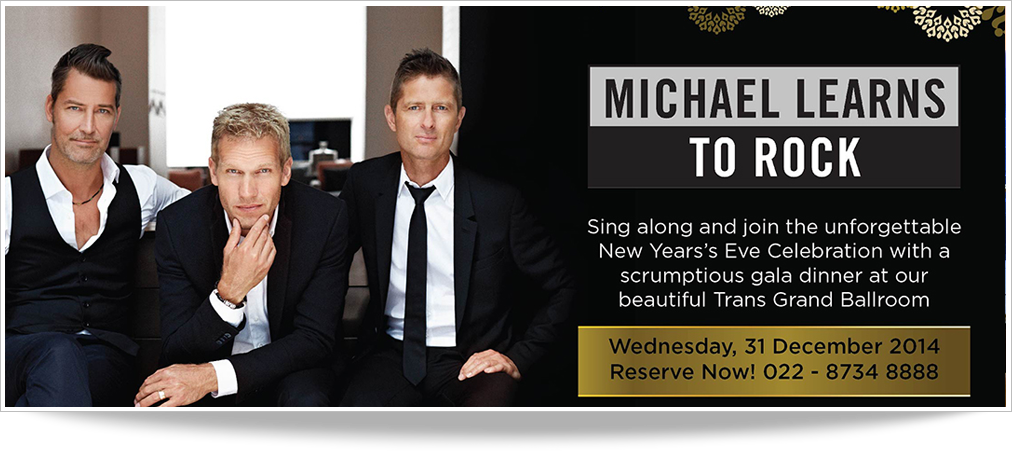 MICHAEL LEARNS
TO ROCK
Sing along and join the unforgettable
New Years's Eve Celebration with a
scrumptious gala dinner at our
beautiful Trans Grand Ballroom
Wednesday, 31 December 2014
Reserve Now! 022 - 8734 8888